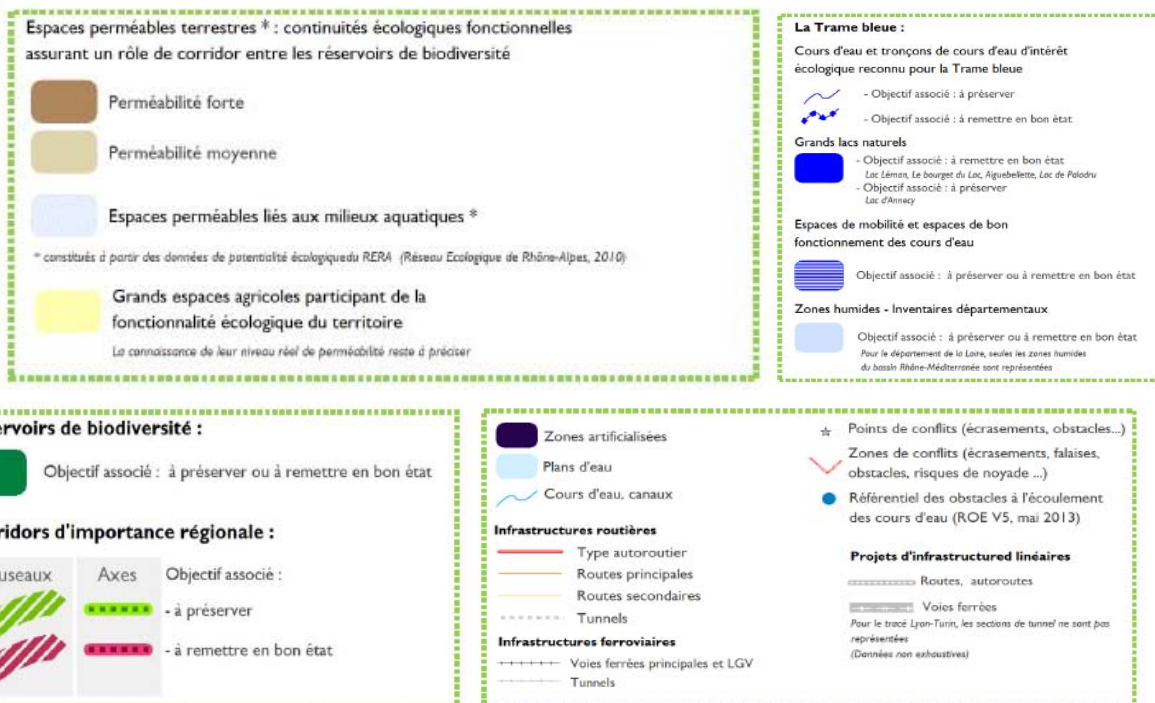 Espaces perméables terrestres * : continuités écologiques fonctionnelles
assurant un rôle de corridor entre les réservoirs de biodiversité
Perméabilité forte
Perméabilité moyenne
Espaces perméables liés aux milieux aquatiques *
* constitués à partir des données de potentialité écologiquedu RERA (Réseau Ecologique de Rhône-Alpes, 2010)
Grands espaces agricoles participant de la
fonctionnalité écologique du territoire
La connaissance de leur niveau réel de perméabilité reste à préciser
La Trame bleue :
Cours d'eau et tronçons de cours d'eau d'intérêt
écologique reconnu pour la Trame bleue
- Objectif associé : à préserver
- Objectif associé : à remettre en bon état
Grands lacs naturels
- Objectif associé : à remettre en bon état
Lac Léman, Le bourget du Lac, Aiguebellette, Lac de Paladru
- Objectif associé : à préserver
Lac d'Annecy
Espaces de mobilité et espaces de bon
fonctionnement des cours d'eau
Objectif associé : à préserver ou à remettre en bon état
Zones humides - Inventaires départementaux
Objectif associé : à préserver ou à remettre en bon état
Pour le département de la Loire, seules les zones humides
du bassin Rhône-Méditerranée sont représentées
ervoirs de biodiversité :
Objectif associé : à préserver ou à remettre en bon état
ridors d'importance régionale :
useaux Axes Objectif associé :
- à préserver
- à remettre en bon état
Zones artificialisées
Plans d'eau
Cours d'eau, canaux
Infrastructures routières
Type autoroutier
Routes principales
Routes secondaires
Tunnels
Infrastructures ferroviaires
Voies ferrées principales et LGV
Tunnels
Points de conflits (écrasements, obstacles...)
Zones de conflits (écrasements, falaises,
obstacles, risques de noyade ...)
Référentiel des obstacles à l'écoulement
des cours d'eau (ROE V5, mai 2013)
Projets d'infrastructured linéaires
Routes, autoroutes
Voies ferrées
Pour le tracé Lyon-Turin, les sections de tunnel ne sont pas
représentées
(Données non exhaustives)